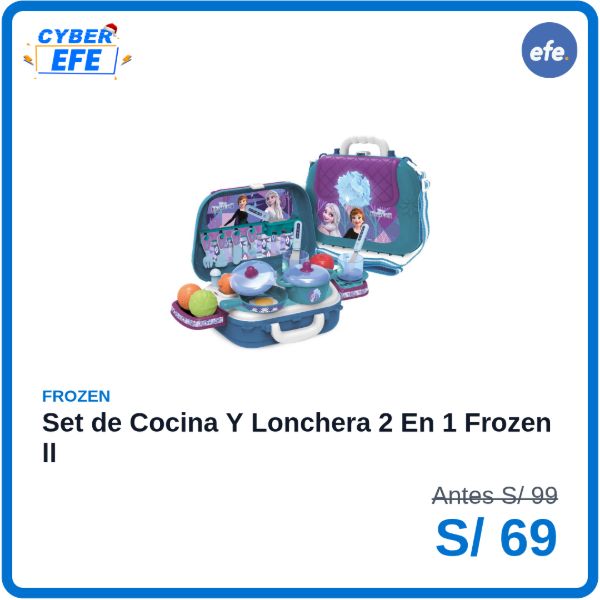 CYBER
EFE
efe.
FROZEN
Set de Cocina Y Lonchera 2 En 1 Frozen
II
Antes S/ 99
S/ 69